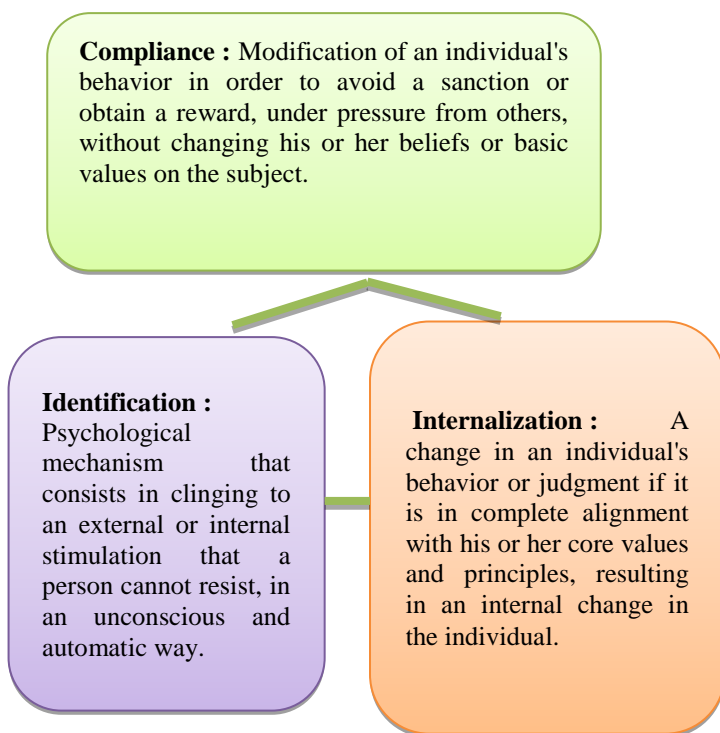 Compliance : Modification of an individual's
behavior in order to avoid a sanction or
obtain a reward, under pressure from others,
without changing his or her beliefs or basic
values on the subject.
Identification :
Psychological
mechanism that
consists in clinging to
an external or internal
stimulation that a
person cannot resist, in
an unconscious and
automatic way.
Internalization : A
change in an individual's
behavior or judgment if it
is in complete alignment
with his or her core values
and principles, resulting
in an internal change in
the individual.